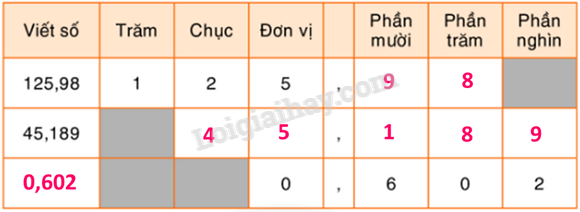 Viết số Trăm Chục Đơn vị Phần mười Phần trăm Phần nghìn
125,98 1 2 5 , 9 8
45,189 4 5 , 1 8 9
0,602 0 , 6 0 2
Loigiaihay.com